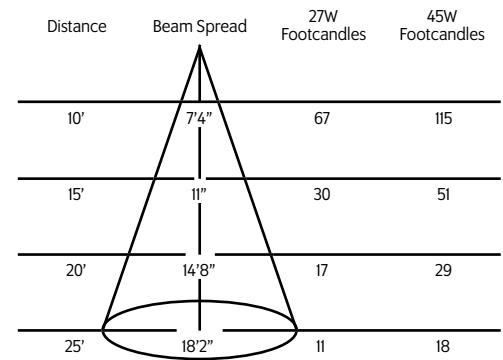 Distance Beam Spread 27W Footcandles 45W Footcandles
10’ 7’4” 67 115
15’ 11” 30 51
20’ 14’8” 17 29
25’ 18’2” 11 18